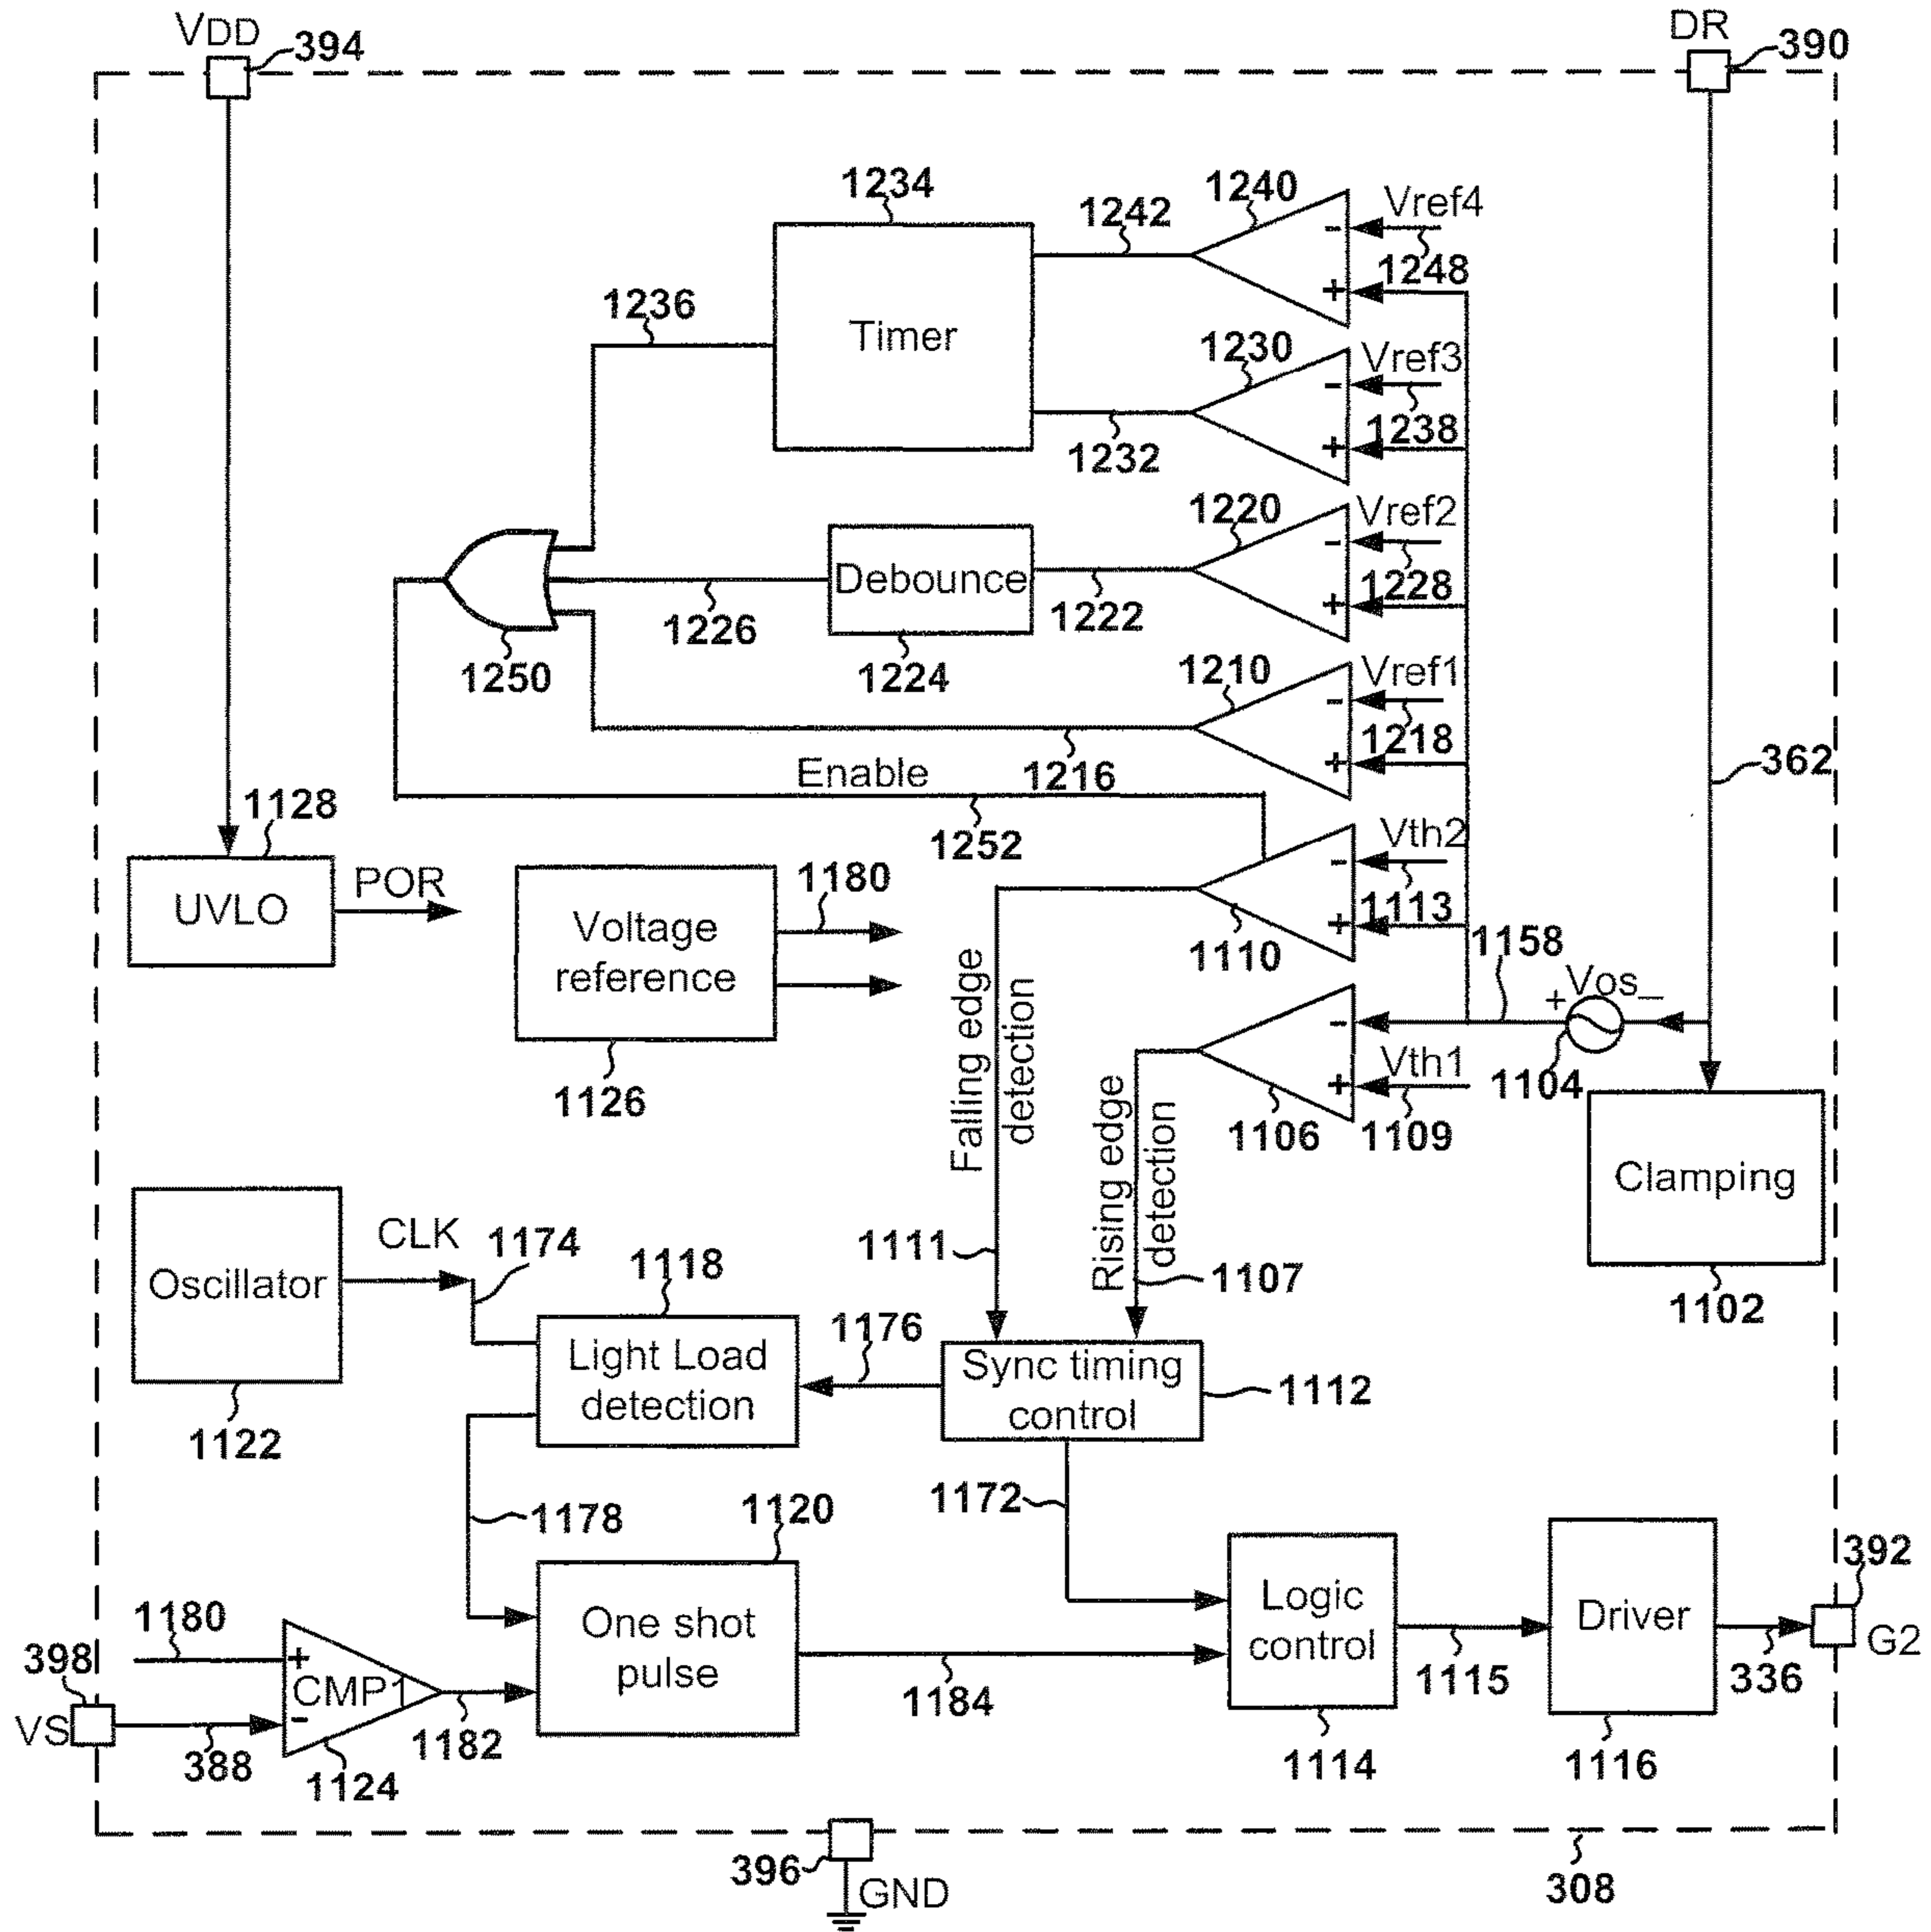 VDD
394
DR
390
1234
1240
Vref4
1242
-
1248
+
1236
Timer
1230
Vref3
-
1238
1232
+
1220
Vref2
-
Debounce
1228
1226
1222
+
1250
1224
1210
Vref1
-
1218
Enable
1216
+
362
1128
1252
Vth2
-
UVLO
POR
1180
1113
+
Voltage
reference
1110
1158
+ Vos -
Falling edge
detection
-
Vth1
1104
1126
+
1106
1109
Rising edge
detection
Clamping
Oscillator
CLK
1174
1111
1107
1118
1102
1176
Light Load
detection
Sync timing
control
1112
1122
1178
1120
1172
392
1180
398
+
CMP1
-
One shot
pulse
Logic
control
Driver
G2
VS
388
1182
1184
1115
336
1124
1114
1116
396
GND
308